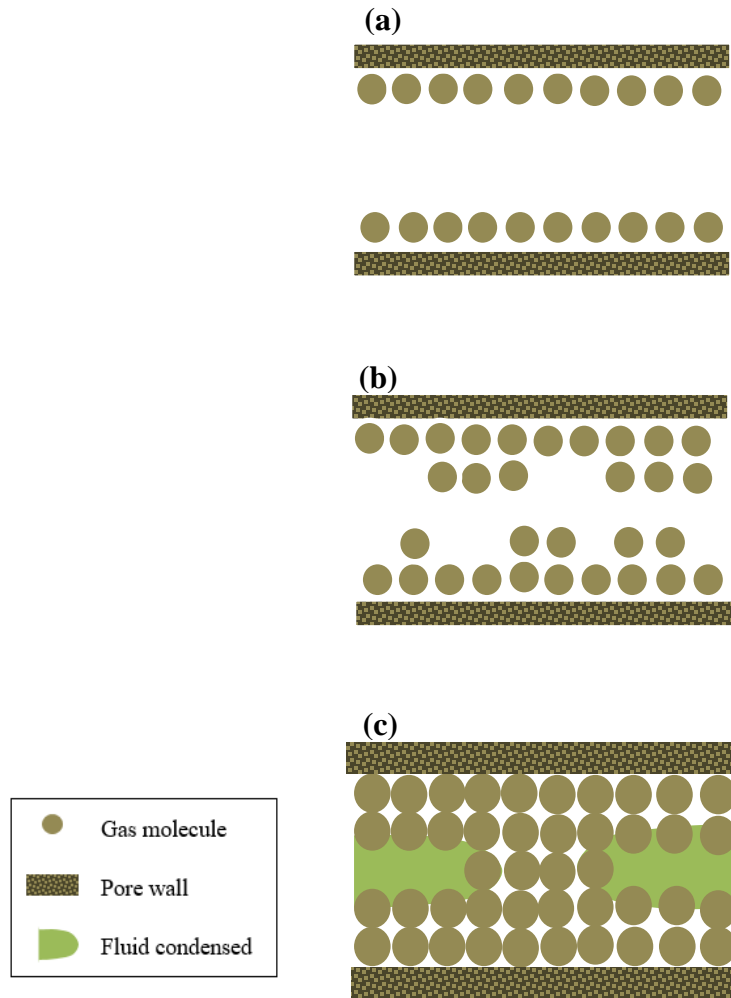 (a)
(b)
(c)
Gas molecule
Pore wall
Fluid condensed